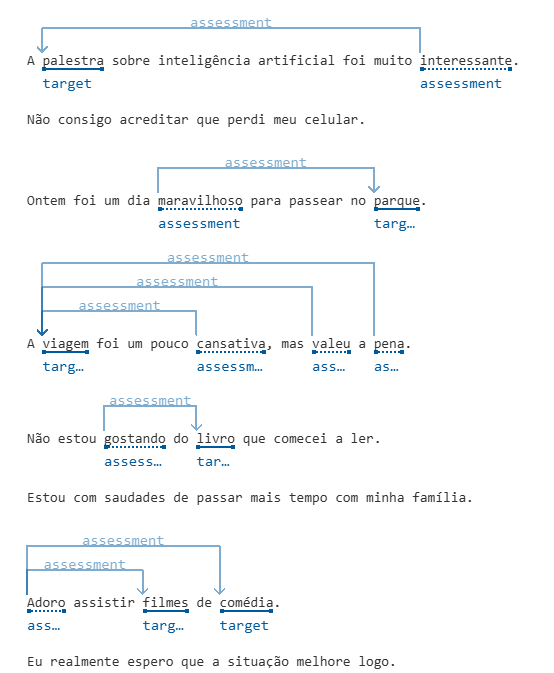 assessment
A palestra sobre inteligência artificial foi muito interessante.
target assessment
Não consigo acreditar que perdi meu celular.
assessment
Ontem foi um dia maravilhoso para passear no parque.
assessment targ…
assessment
assessment
assessment
A viagem foi um pouco cansativa, mas valeu a pena.
targ… assessm… ass… as…
assessment
Não estou gostando do livro que comecei a ler.
assess… tar…
Estou com saudades de passar mais tempo com minha família.
assessment
assessment
Adoro assistir filmes de comédia.
ass… targ… target
Eu realmente espero que a situação melhore logo.